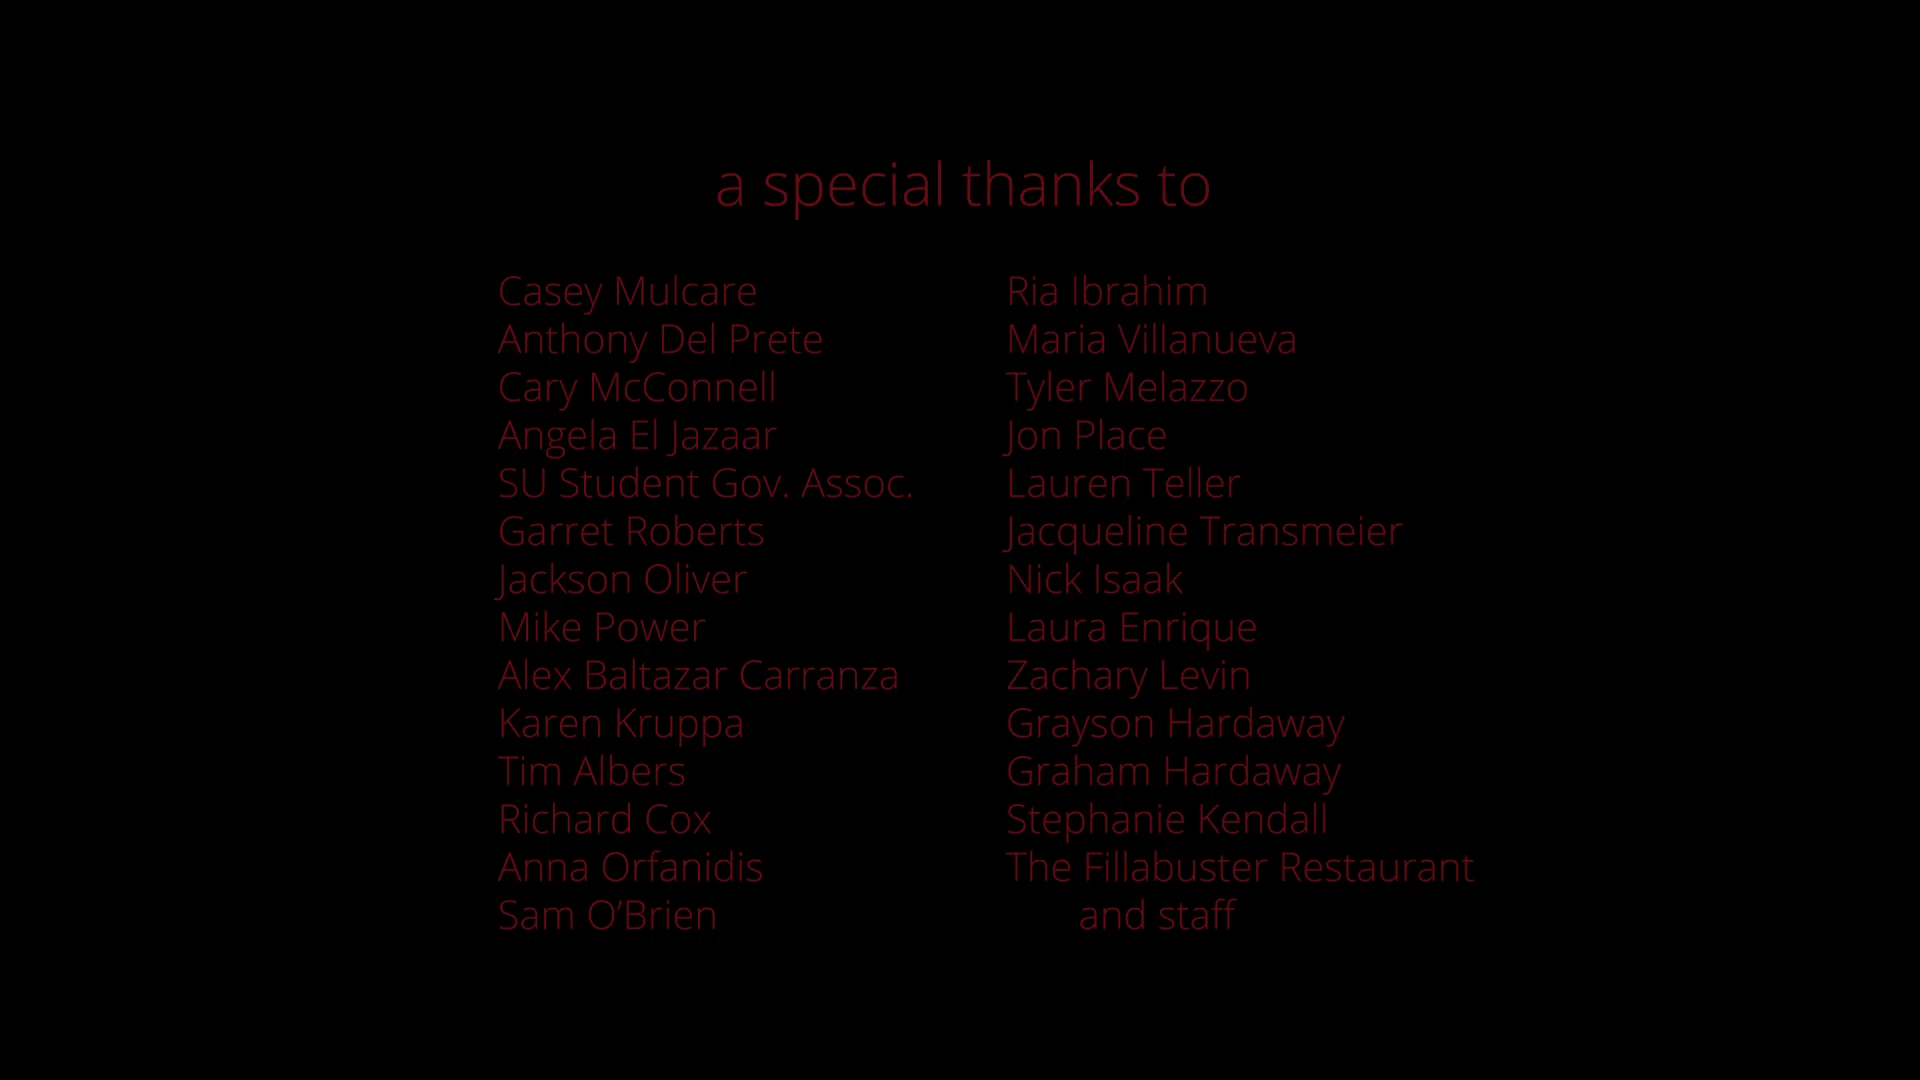 a special thanks to
Casey Mulcare
Anthony Del Prete
Cary McConnell
Angela El Jazaar
SU Student Gov. Assoc.
Garret Roberts
Jackson Oliver
Mike Power
Alex Baltazar Carranza
Karen Kruppa
Tim Albers
Richard Cox
Anna Orfanidis
Sam O’Brien
Ria Ibrahim
Maria Villanueva
Tyler Melazzo
Jon Place
Lauren Teller
Jacqueline Transmeier
Nick Isaak
Laura Enrique
Zachary Levin
Grayson Hardaway
Graham Hardaway
Stephanie Kendall
The Fillabuster Restaurant
and staff